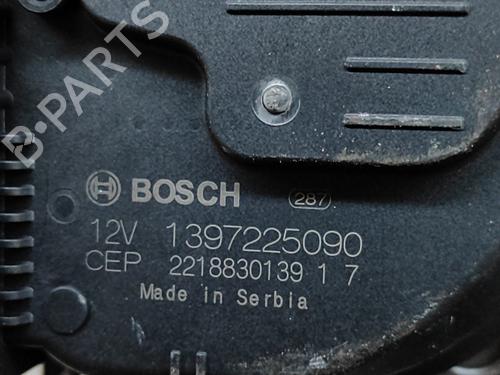 B-PARTS
BOSCH 287
12V 1397225090
CEP 2218830139 1 7
Made in Serbia